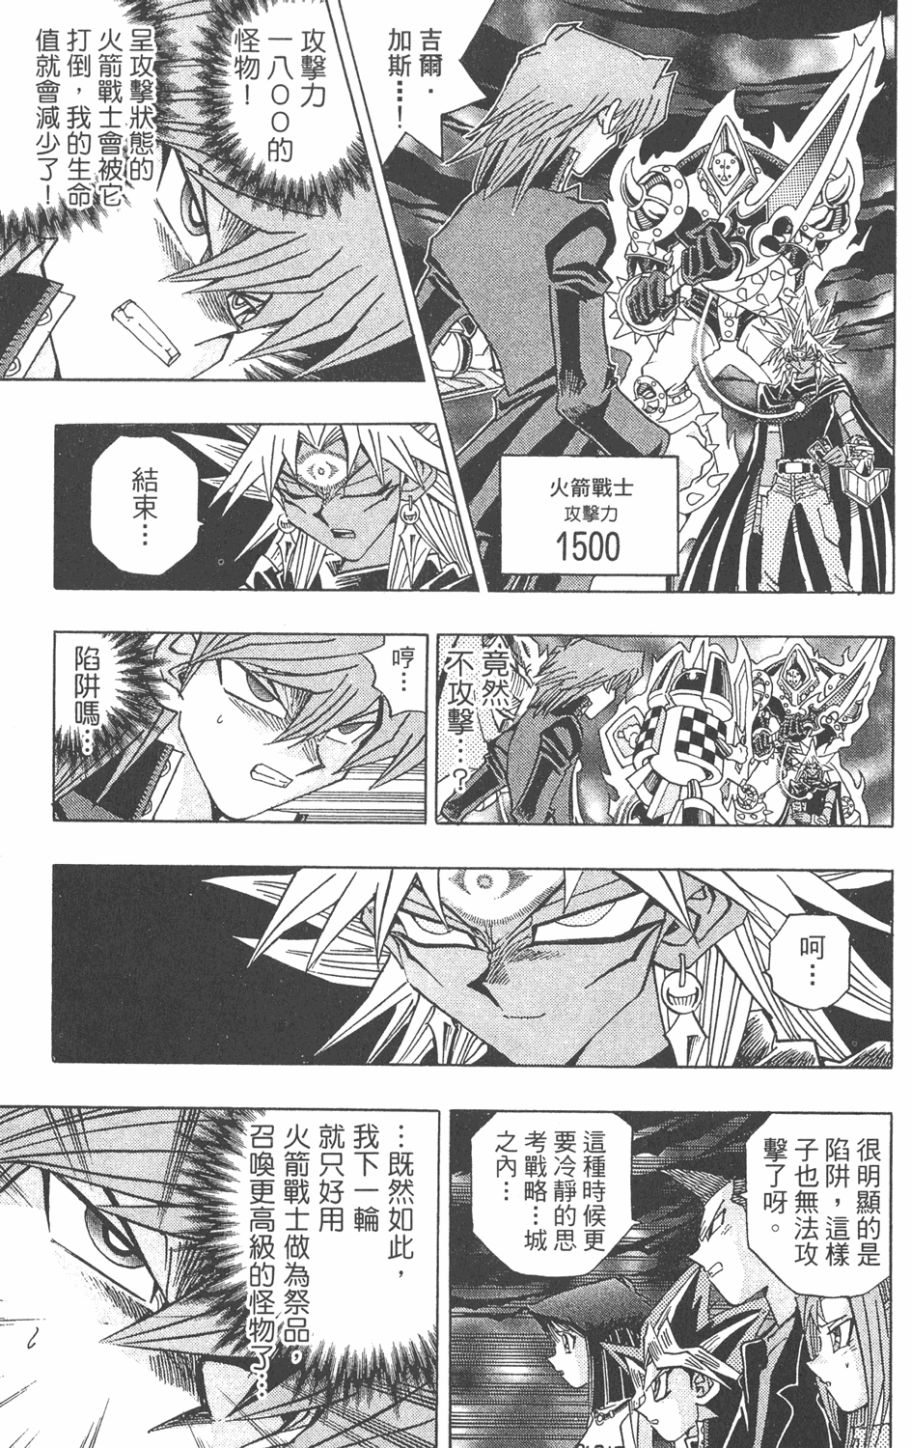 吉爾．
加斯…！
火箭戰士
攻擊力
1500
攻擊力
一八００的
怪物！
呈攻擊狀態的
火箭戰士會被它
打倒，我的生命
值就會減少了！
結束…
竟然
不攻擊…？
哼…
陷阱嗎…
呵…
很明顯的是
陷阱，這樣
子也無法攻
擊了呀。
這種時候更
要冷靜的思
考戰略…城
之內…
…既然如此，
我下一輪
就只好用
火箭戰士做為祭品，
召喚更高級的怪物了…